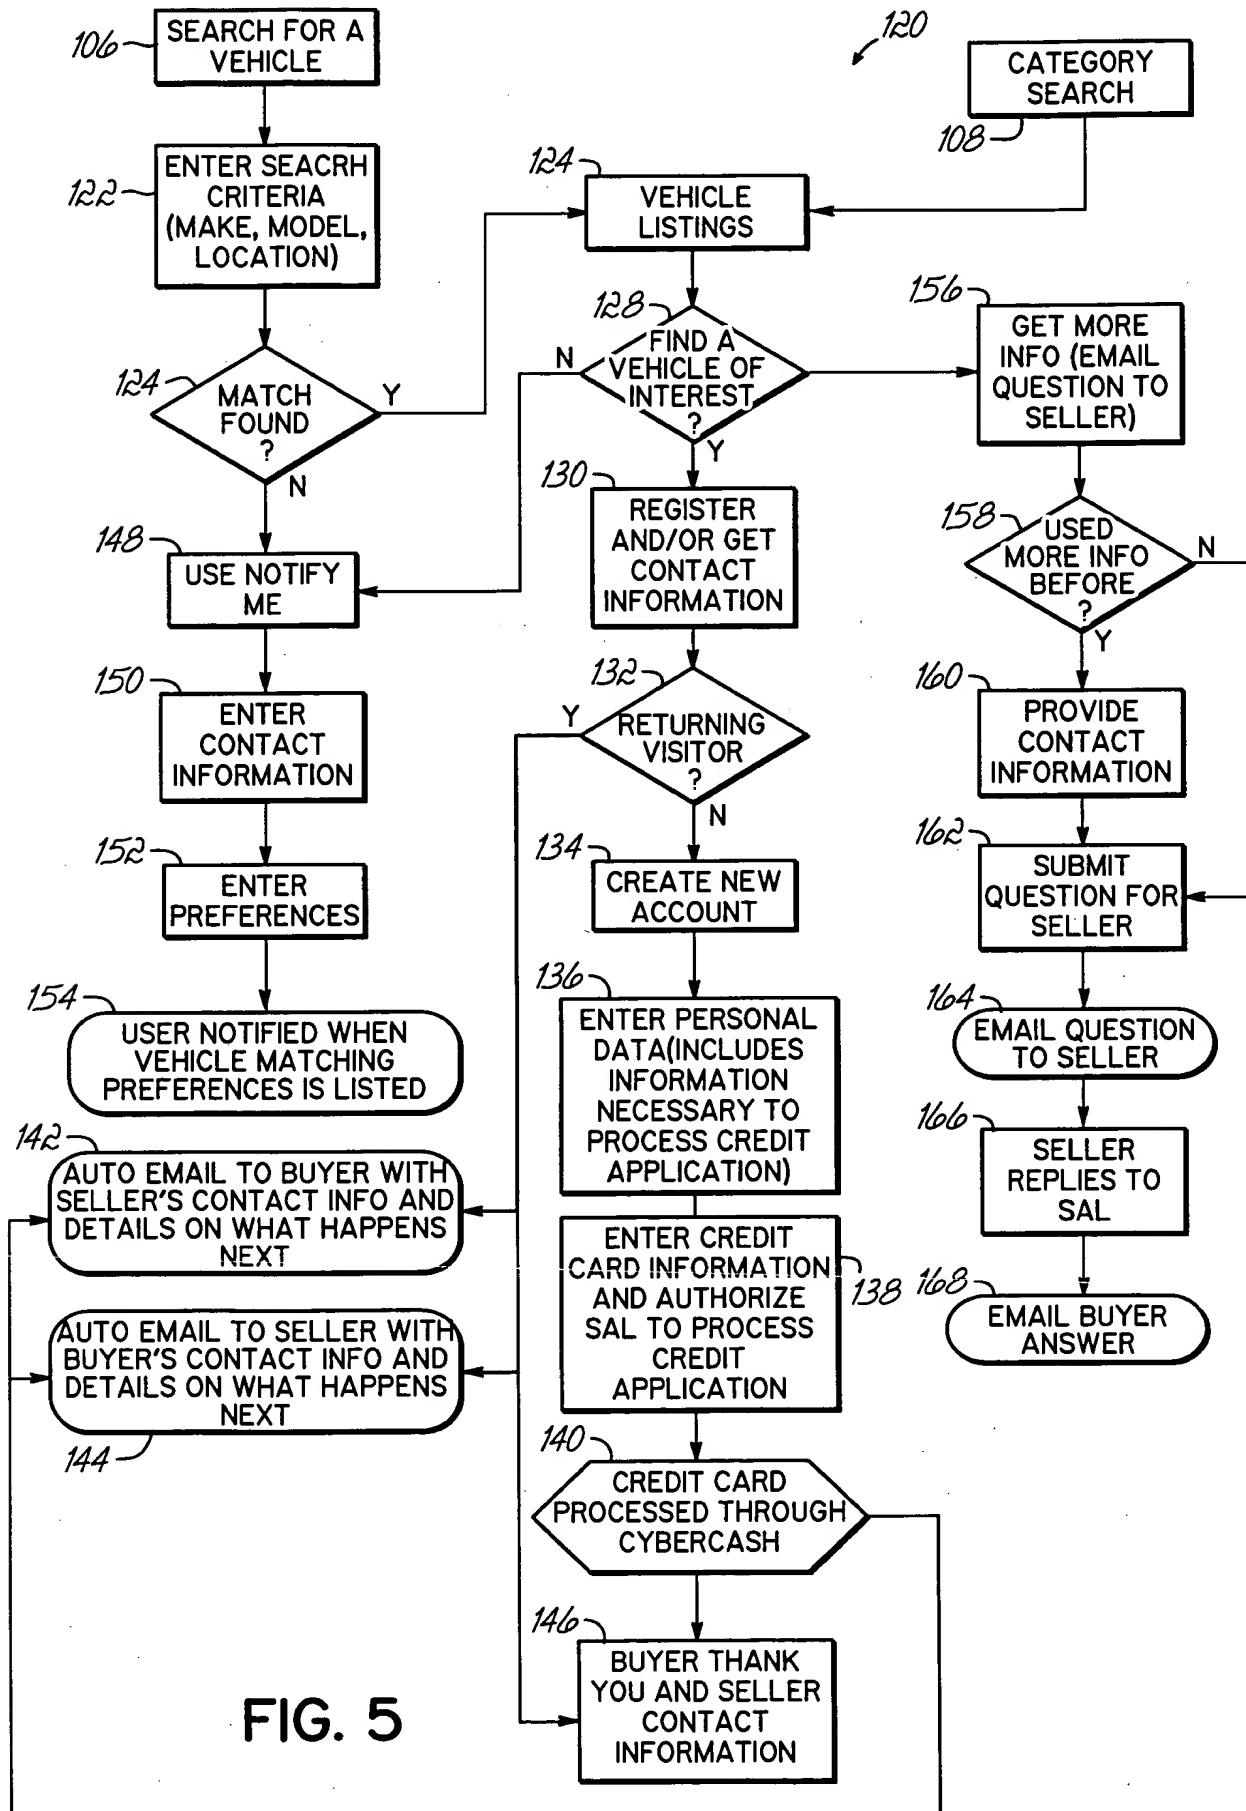 106
SEARCH FOR A
VEHICLE
120
CATEGORY
SEARCH
108
122
ENTER SEACRH
CRITERIA
(MAKE, MODEL,
LOCATION)
124
VEHICLE
LISTINGS
124
MATCH
FOUND
?
Y
N
128
FIND A
VEHICLE OF
INTEREST
?
N
Y
156
GET MORE
INFO (EMAIL
QUESTION TO
SELLER)
148
USE NOTIFY
ME
130
REGISTER
AND/OR GET
CONTACT
INFORMATION
158
USED
MORE INFO
BEFORE
?
N
Y
150
ENTER
CONTACT
INFORMATION
132
RETURNING
VISITOR
?
Y
N
160
PROVIDE
CONTACT
INFORMATION
152
ENTER
PREFERENCES
134
CREATE NEW
ACCOUNT
162
SUBMIT
QUESTION FOR
SELLER
154
USER NOTIFIED WHEN
VEHICLE MATCHING
PREFERENCES IS LISTED
136
ENTER PERSONAL
DATA(INCLUDES
INFORMATION
NECESSARY TO
PROCESS CREDIT
APPLICATION)
164
EMAIL QUESTION
TO SELLER
142
AUTO EMAIL TO BUYER WITH
SELLER'S CONTACT INFO AND
DETAILS ON WHAT HAPPENS
NEXT
166
SELLER
REPLIES TO
SAL
ENTER CREDIT
CARD INFORMATION
AND AUTHORIZE
SAL TO PROCESS
CREDIT
APPLICATION
138
168
EMAIL BUYER
ANSWER
AUTO EMAIL TO SELLER WITH
BUYER'S CONTACT INFO AND
DETAILS ON WHAT HAPPENS
NEXT
144
140
CREDIT CARD
PROCESSED THROUGH
CYBERCASH
146
BUYER THANK
YOU AND SELLER
CONTACT
INFORMATION
FIG. 5